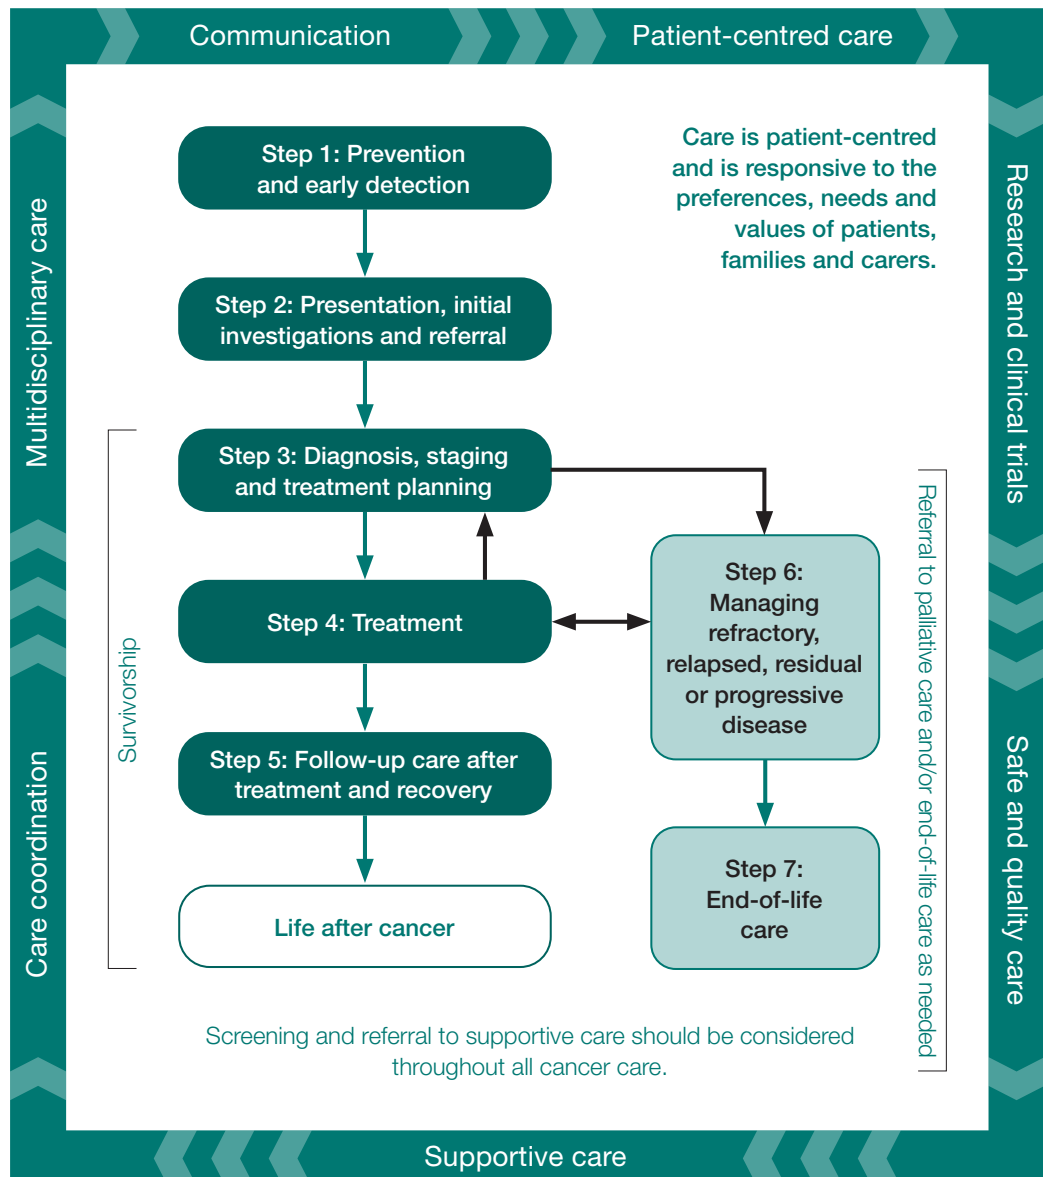 Communication
Patient-centred care
Multidisciplinary care
Care coordination
Research and clinical trials
Safe and quality care
Supportive care
Care is patient-centred
and is responsive to the
preferences, needs and
values of patients,
families and carers.
Step 1: Prevention
and early detection
Step 2: Presentation, initial
investigations and referral
Step 3: Diagnosis, staging
and treatment planning
Step 4: Treatment
Step 5: Follow-up care after
treatment and recovery
Life after cancer
Survivorship
Step 6:
Managing
refractory,
relapsed, residual
or progressive
disease
Step 7:
End-of-life
care
Referral to palliative care and/or end-of-life care as needed
Screening and referral to supportive care should be considered
throughout all cancer care.